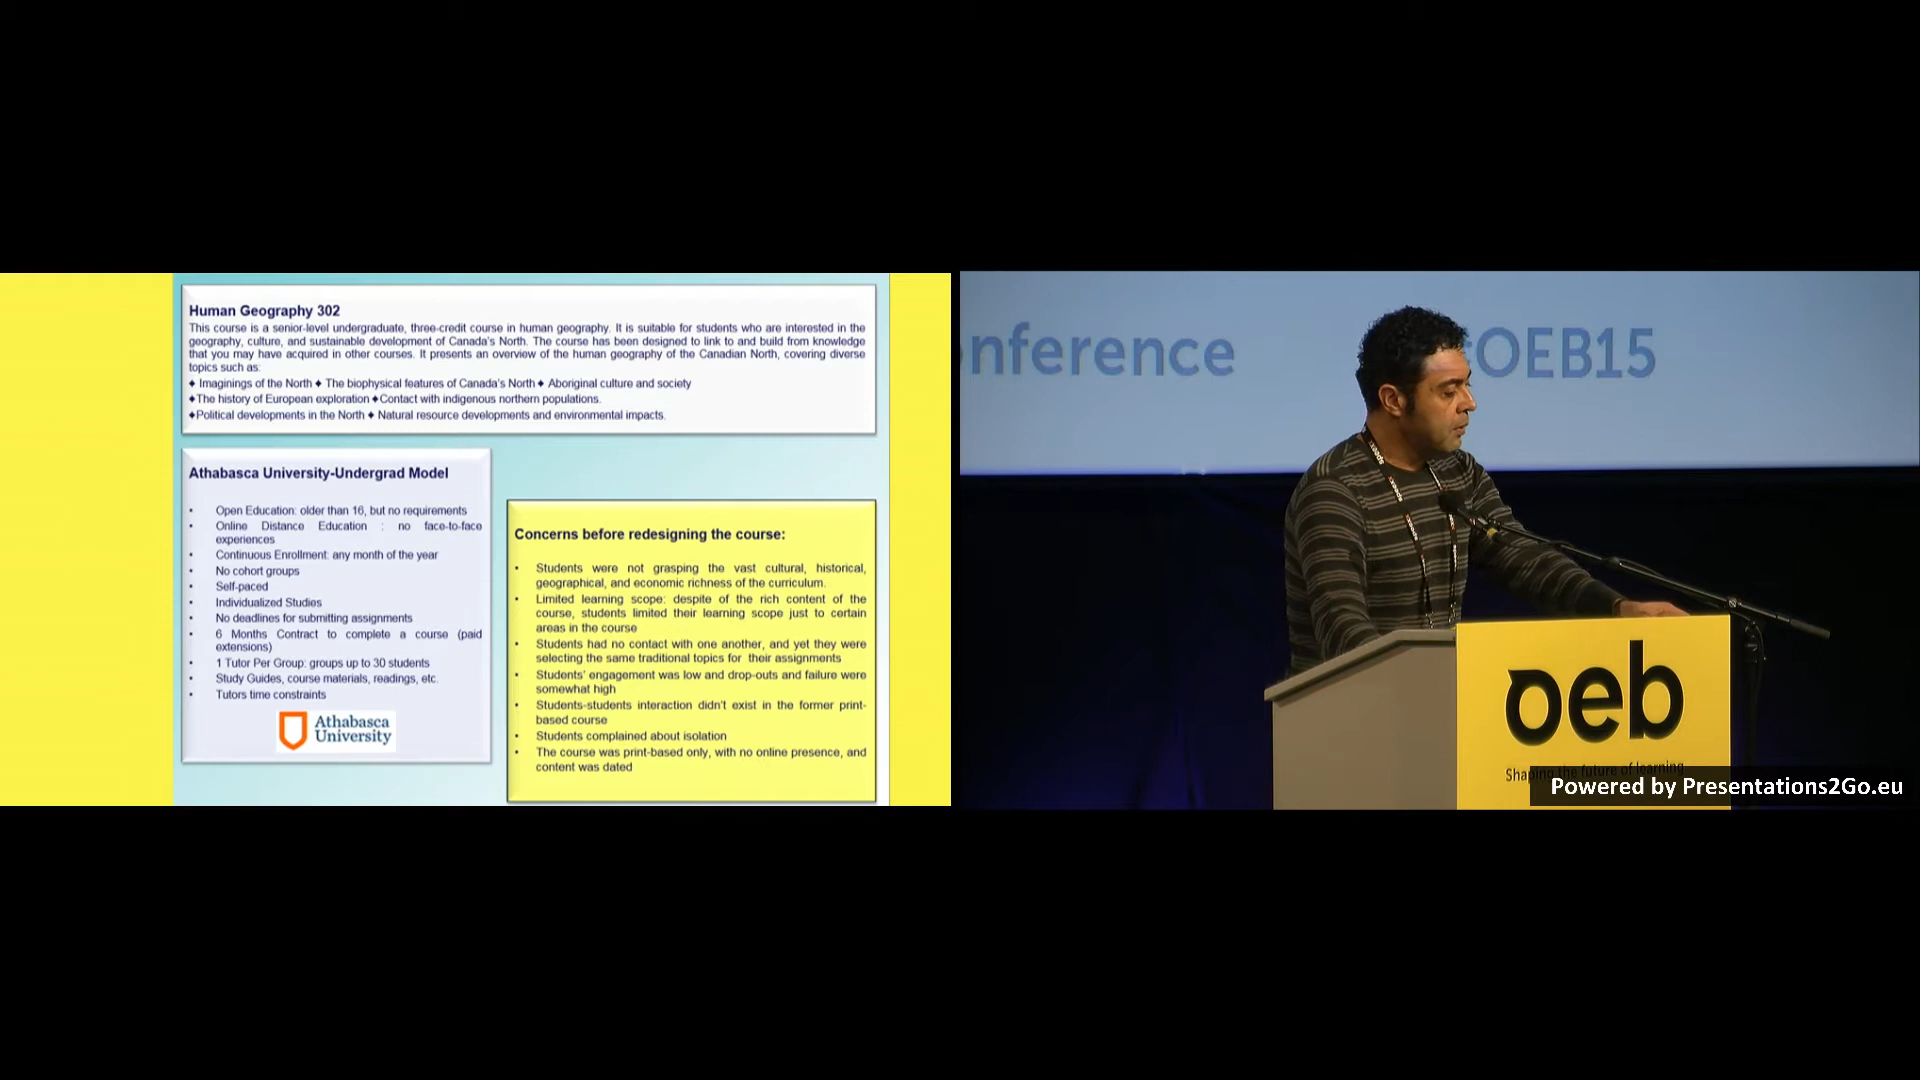 Human Geography 302
This course is a senior-level undergraduate, three-credit course in human geography. It is suitable for students who are interested in the
geography, culture, and sustainable development of Canada's North. The course has been designed to link to and build from knowledge
that you may have acquired in other courses. It presents an overview of the human geography of the Canadian North, covering diverse
topics such as:
♦ Imaginings of the North ♦ The biophysical features of Canada's North ♦ Aboriginal culture and society
♦The history of European exploration ♦Contact with indigenous northern populations.
♦Political developments in the North ♦ Natural resource developments and environmental impacts.
Athabasca University-Undergrad Model
• Open Education: older than 16, but no requirements
• Online Distance Education : no face-to-face
experiences
• Continuous Enrollment: any month of the year
• No cohort groups
• Self-paced
• Individualized Studies
• No deadlines for submitting assignments
• 6 Months Contract to complete a course (paid
extensions)
• 1 Tutor Per Group: groups up to 30 students
• Study Guides, course materials, readings, etc.
• Tutors time constraints
Athabasca
University
Concerns before redesigning the course:
• Students were not grasping the vast cultural, historical,
geographical, and economic richness of the curriculum.
• Limited learning scope: despite of the rich content of the
course, students limited their learning scope just to certain
areas in the course
• Students had no contact with one another, and yet they were
selecting the same traditional topics for their assignments
• Students' engagement was low and drop-outs and failure were
somewhat high
• Students-students interaction didn't exist in the former print-
based course
• Students complained about isolation
• The course was print-based only, with no online presence, and
content was dated
nference #OEB15
oeb
Shaping the future of learning
Powered by Presentations2Go.eu